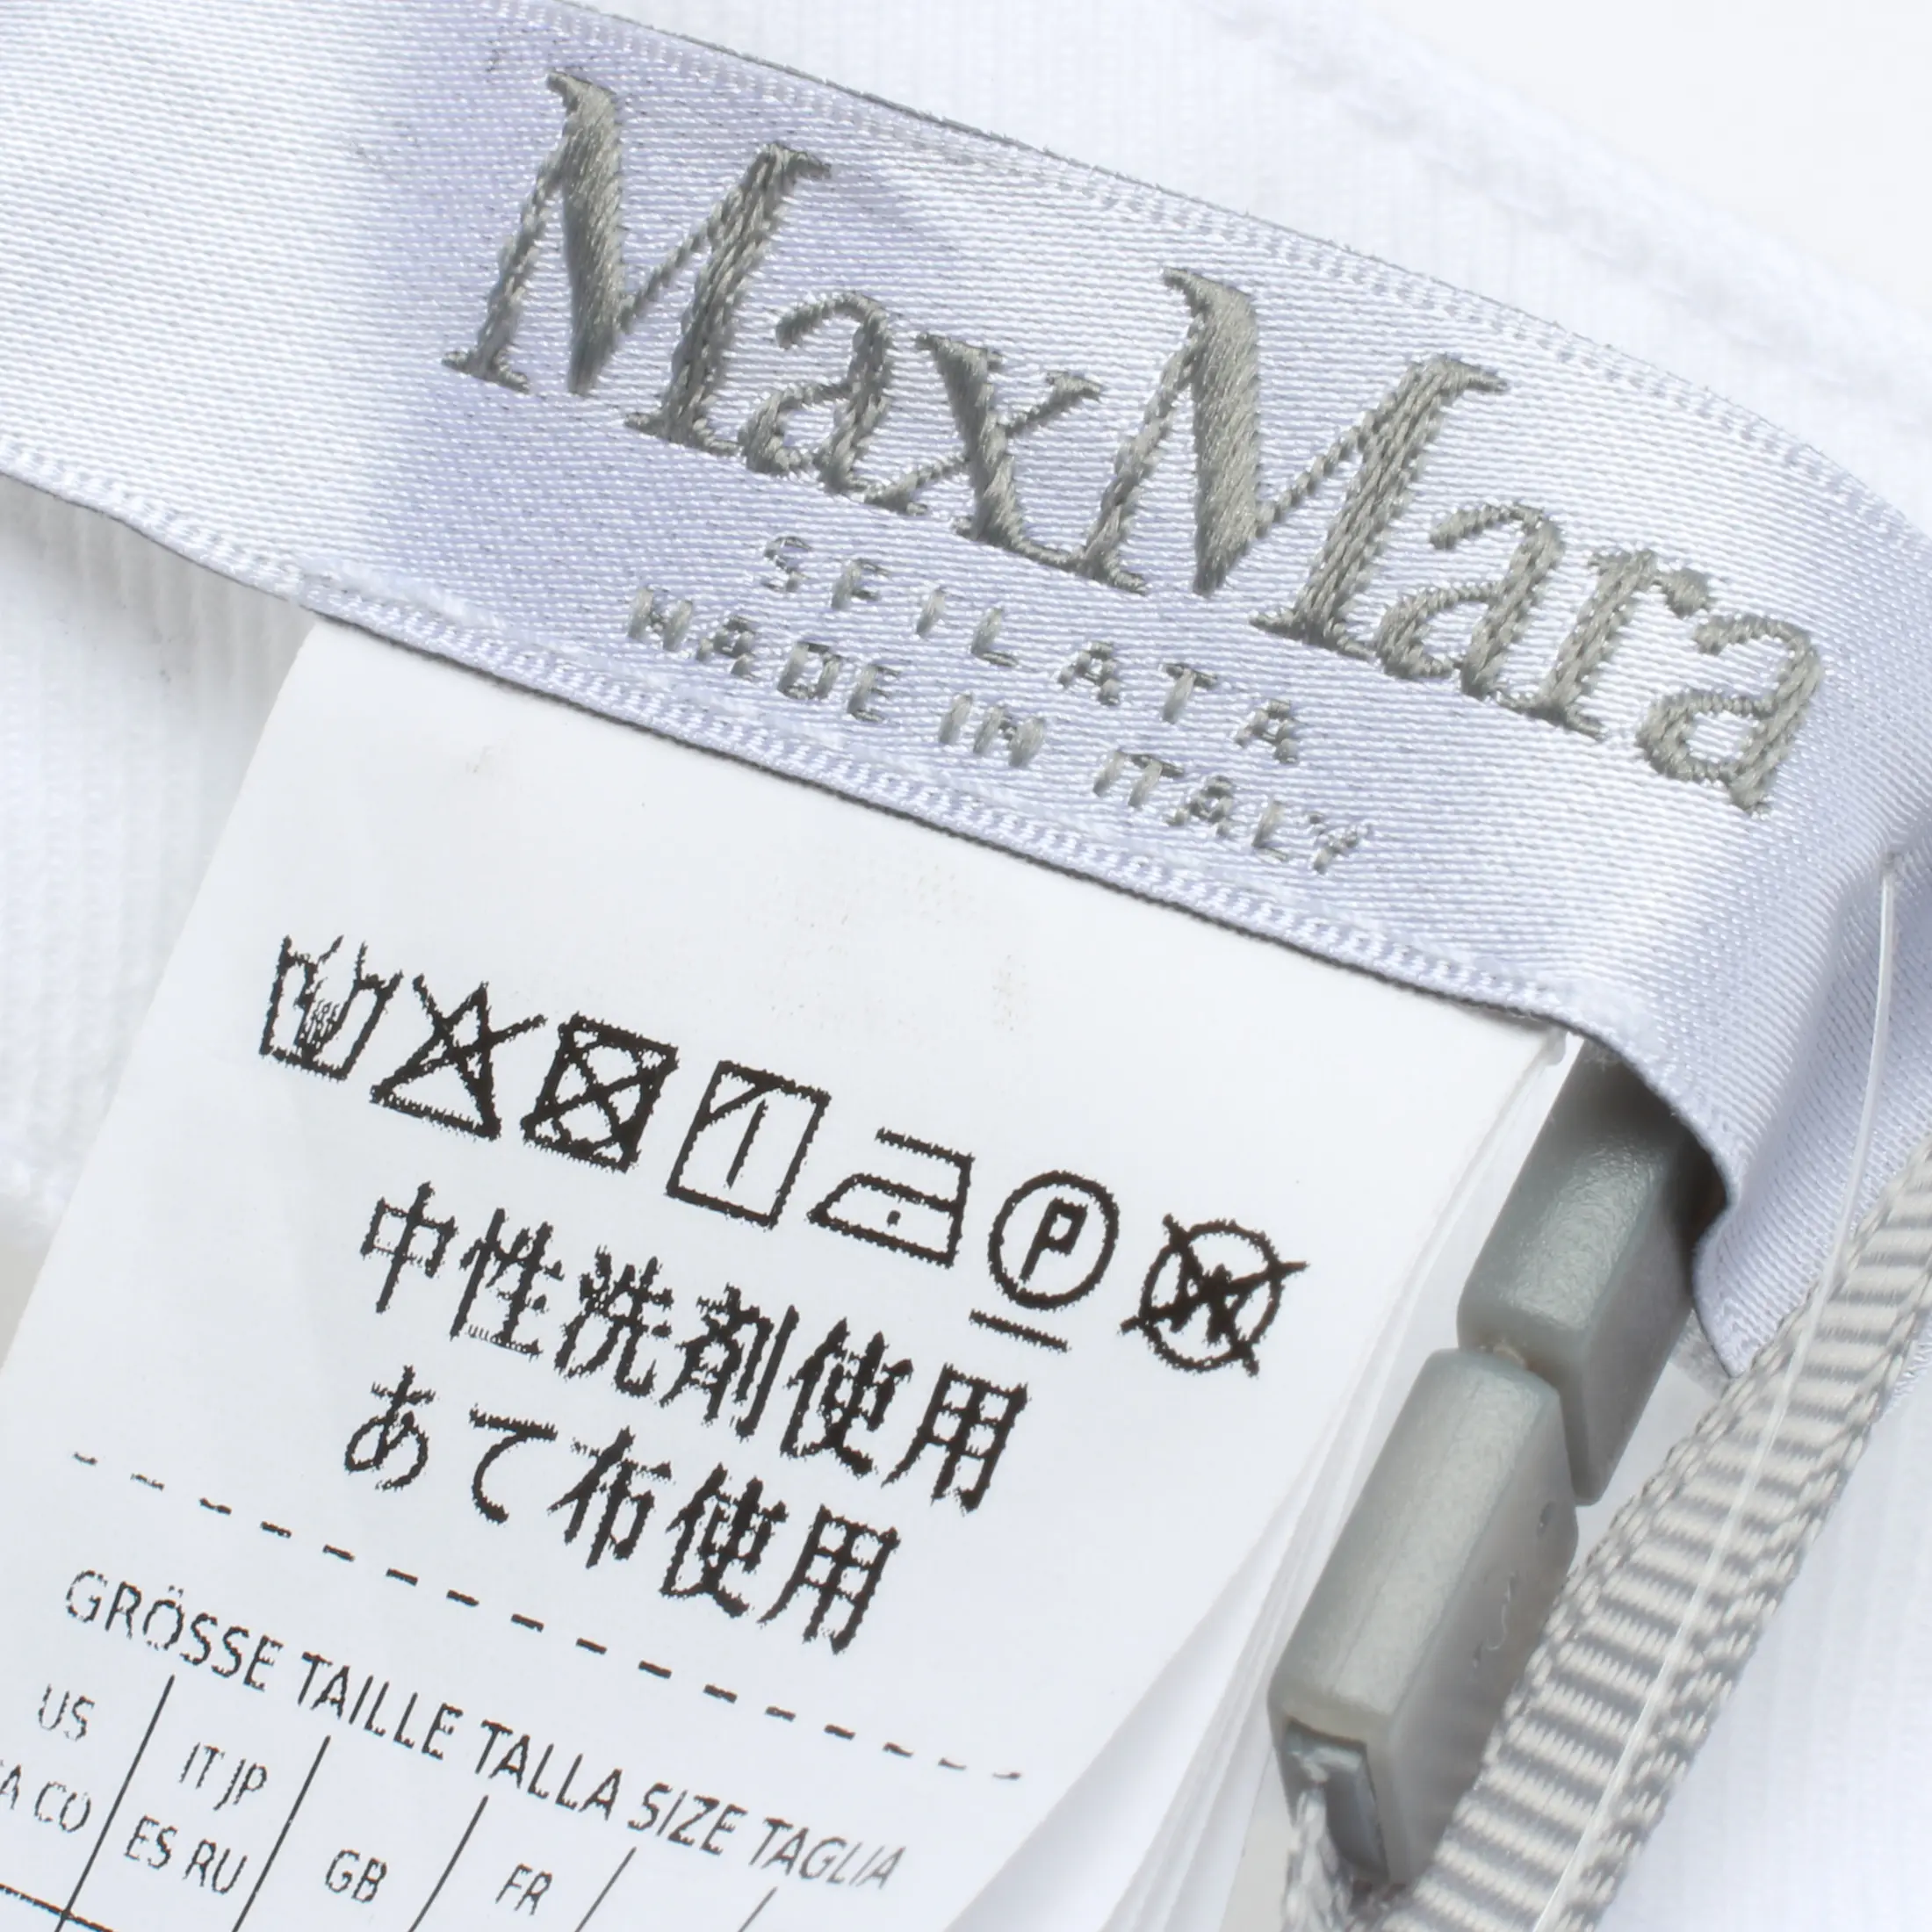 MaxMara
SFILATA
MADE IN ITALY
P
W
中性洗剤使用
あて布使用
GRÖSSE TAILLE TALLA SIZE TAGLIA
US
CO
IT JP
ES RU
GB
FR